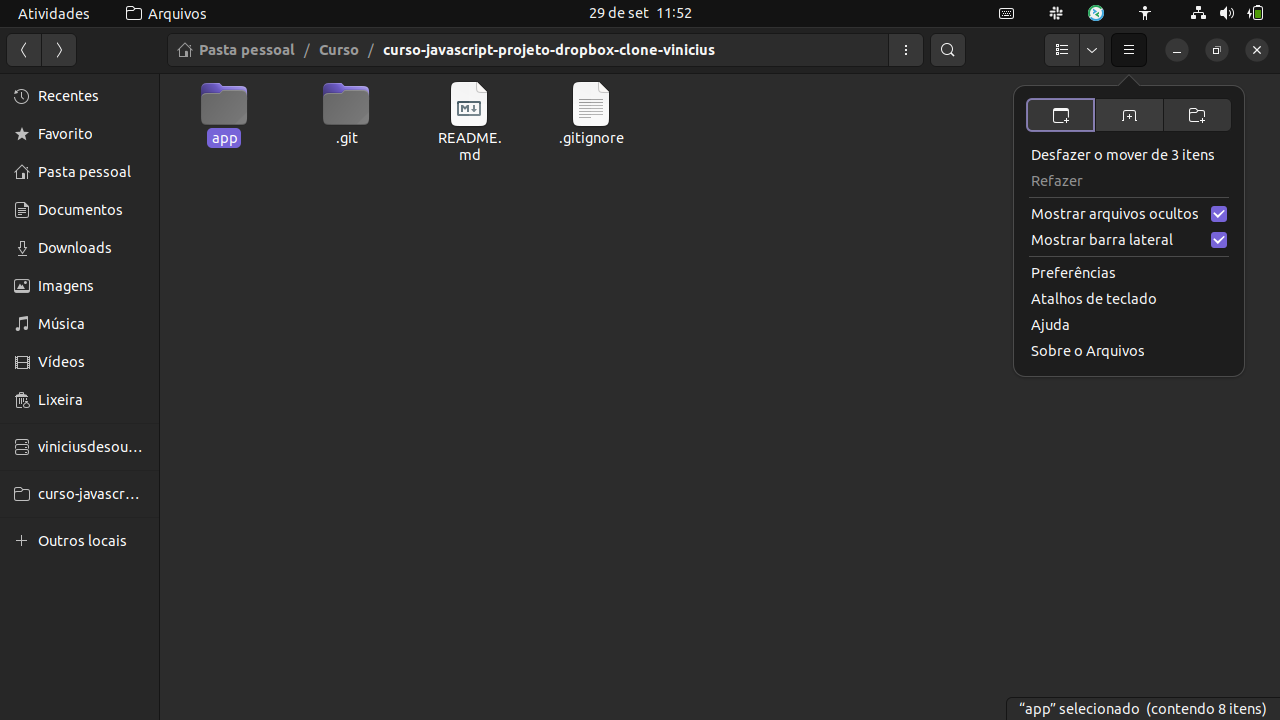 Atividades
Arquivos
29 de set 11:52
Pasta pessoal / Curso / curso-javascript-projeto-dropbox-clone-vinicius
Recentes
Favorito
Pasta pessoal
Documentos
Downloads
Imagens
Música
Vídeos
Lixeira
viniciusdesou…
curso-javascr…
Outros locais
app
.git
README.
md
.gitignore
Desfazer o mover de 3 itens
Refazer
Mostrar arquivos ocultos
Mostrar barra lateral
Preferências
Atalhos de teclado
Ajuda
Sobre o Arquivos
“app” selecionado (contendo 8 itens)